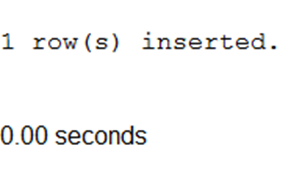 1 row(s) inserted.
0.00 seconds